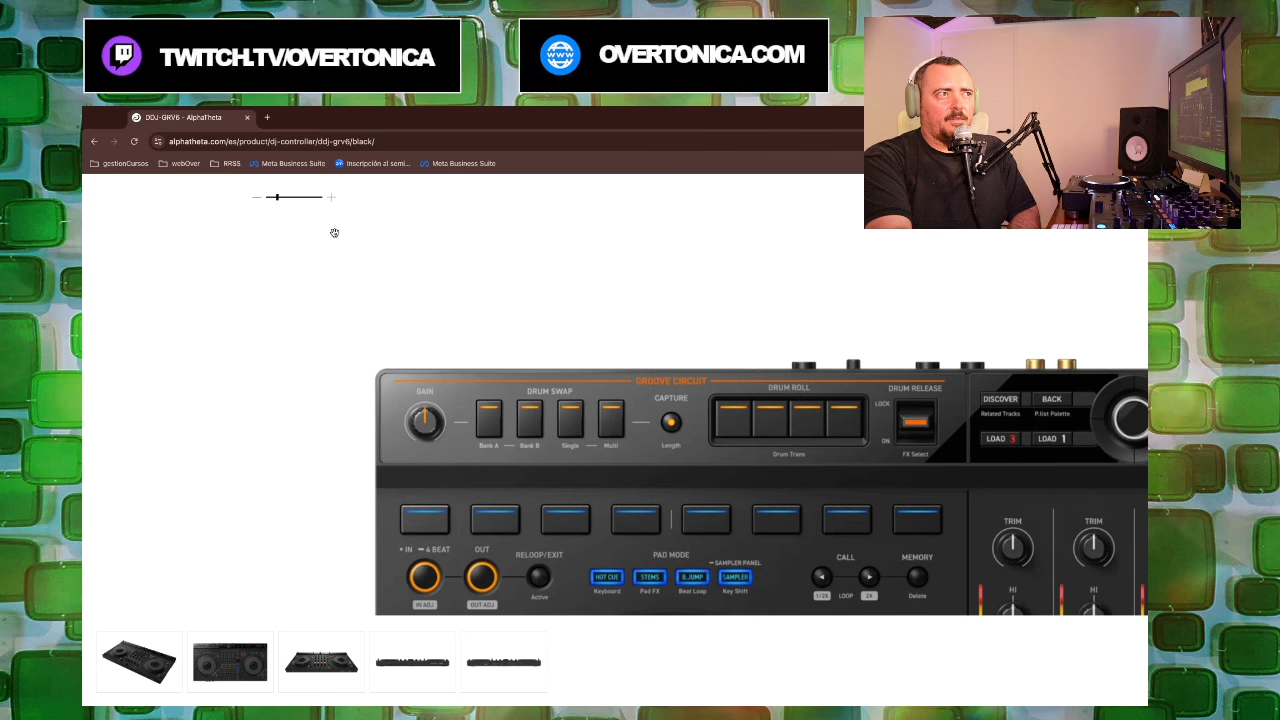 TWITCH.TV/OVERTONICA
WWW
OVERTONICA.COM
DDJ-GRV6 - AlphaTheta
alphatheta.com/es/product/dj-controller/ddj-grv6/black/
gestionCursos
webOver
RRSS
Meta Business Suite
Inscripción al semi...
Meta Business Suite
GROOVE CIRCUIT
GAIN
DRUM SWAP
CAPTURE
DRUM ROLL
DRUM RELEASE
LOCK
ON
Bank A
Bank B
Single
Multi
Length
Drum Trans
FX Select
DISCOVER
BACK
Related Tracks
P.list Palette
LOAD 3
LOAD 1
IN
4 BEAT
OUT
RELOOP/EXIT
PAD MODE
SAMPLER PANEL
CALL
MEMORY
TRIM
TRIM
HOT CUE
STEMS
B.JUMP
SAMPLER
Keyboard
Pad FX
Beat Loop
Key Shift
Active
1/2X
LOOP
2X
Delete
IN ADJ
OUT ADJ
HI
HI